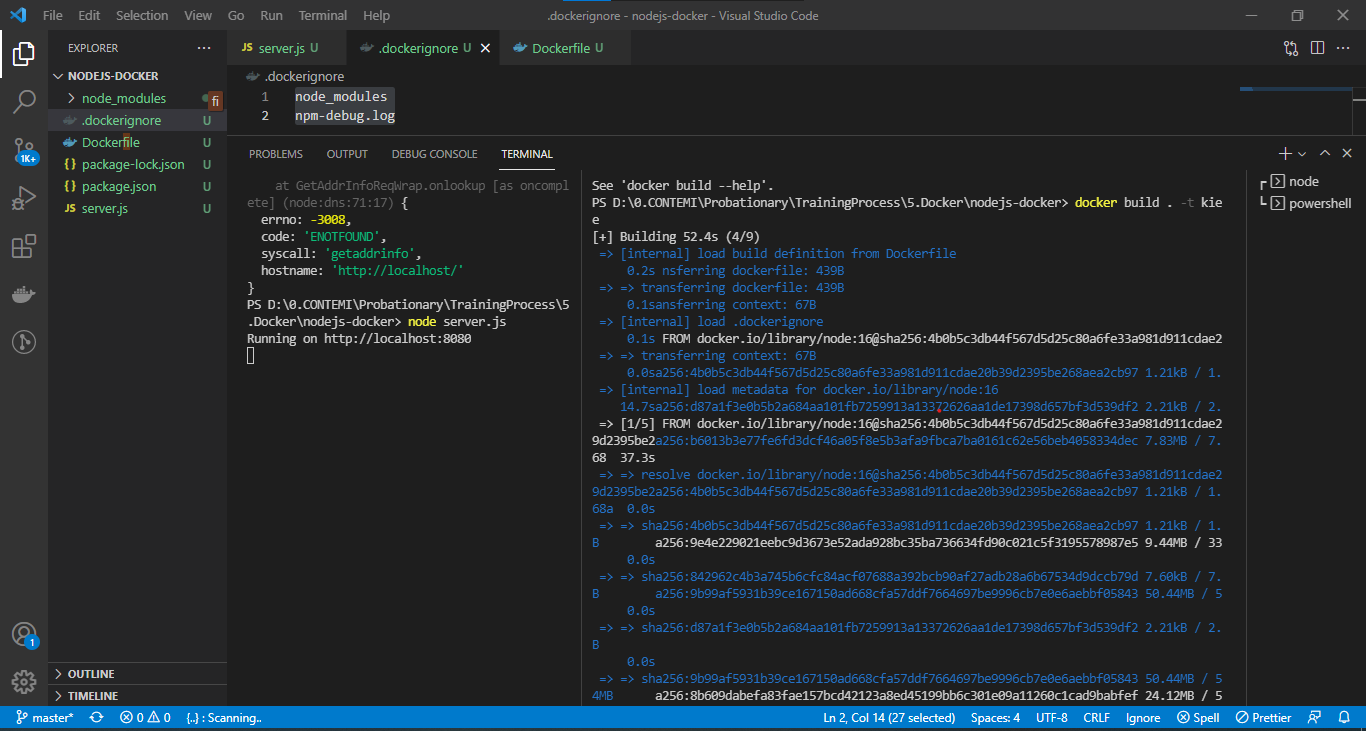 File Edit Selection View Go Run Terminal Help .dockerignore - nodejs-docker - Visual Studio Code
EXPLORER ...
NODEJS-DOCKER
node_modules
fi
.dockerignore U
Dockerfile U
package-lock.json U
package.json U
server.js U
OUTLINE
TIMELINE
1K+
1
JS server.js U .dockerignore U Dockerfile U
.dockerignore
1 node_modules
2 npm-debug.log
PROBLEMS OUTPUT DEBUG CONSOLE TERMINAL
at GetAddrInfoReqWrap.onlookup [as oncompl
ete] (node:dns:71:17) {
errno: -3008,
code: 'ENOTFOUND',
syscall: 'getaddrinfo',
hostname: 'http://localhost/'
}
PS D:\0.CONTEMI\Probationary\TrainingProcess\5
.Docker\nodejs-docker> node server.js
Running on http://localhost:8080
See 'docker build --help'.
PS D:\0.CONTEMI\Probationary\TrainingProcess\5.Docker\nodejs-docker> docker build . -t kie
e
[+] Building 52.4s (4/9)
=> [internal] load build definition from Dockerfile
0.2s nsferring dockerfile: 439B
=> => transferring dockerfile: 439B
0.1sansferring context: 67B
=> [internal] load .dockerignore
0.1s FROM docker.io/library/node:16@sha256:4b0b5c3db44f567d5d25c80a6fe33a981d911cdae2
=> => transferring context: 67B
0.0sa256:4b0b5c3db44f567d5d25c80a6fe33a981d911cdae20b39d2395be268aea2cb97 1.21kB / 1.
=> [internal] load metadata for docker.io/library/node:16
14.7sa256:d87a1f3e0b5b2a684aa101fb7259913a13372626aa1de17398d657bf3d539df2 2.21kB / 2.
=> [1/5] FROM docker.io/library/node:16@sha256:4b0b5c3db44f567d5d25c80a6fe33a981d911cdae2
9d2395be2a256:b6013b3e77fe6fd3dcf46a05f8e5b3afa9fbca7ba0161c62e56beb4058334dec 7.83MB / 7.
68 37.3s
=> => resolve docker.io/library/node:16@sha256:4b0b5c3db44f567d5d25c80a6fe33a981d911cdae2
9d2395be2a256:4b0b5c3db44f567d5d25c80a6fe33a981d911cdae20b39d2395be268aea2cb97 1.21kB / 1.
68a 0.0s
=> => sha256:4b0b5c3db44f567d5d25c80a6fe33a981d911cdae20b39d2395be268aea2cb97 1.21kB / 1.
B a256:9e4e229021eebc9d3673e52ada928bc35ba736634fd90c021c5f3195578987e5 9.44MB / 33
0.0s
=> => sha256:842962c4b3a745b6cfc84acf07688a392bcb90af27adb28a6b67534d9dccb79d 7.60kB / 7.
B a256:9b99af5931b39ce167150ad668cfa57ddf7664697be9996cb7e0e6aebbf05843 50.44MB / 5
0.0s
=> => sha256:d87a1f3e0b5b2a684aa101fb7259913a13372626aa1de17398d657bf3d539df2 2.21kB / 2.
B
0.0s
=> => sha256:9b99af5931b39ce167150ad668cfa57ddf7664697be9996cb7e0e6aebbf05843 50.44MB / 5
4MB a256:8b609dabefa83fae157bcd42123a8ed45199bb6c301e09a11260c1cad9babfef 24.12MB / 5
node
powershell
master* 0 0 {..} : Scanning.. Ln 2, Col 14 (27 selected) Spaces: 4 UTF-8 CRLF Ignore Spell Prettier